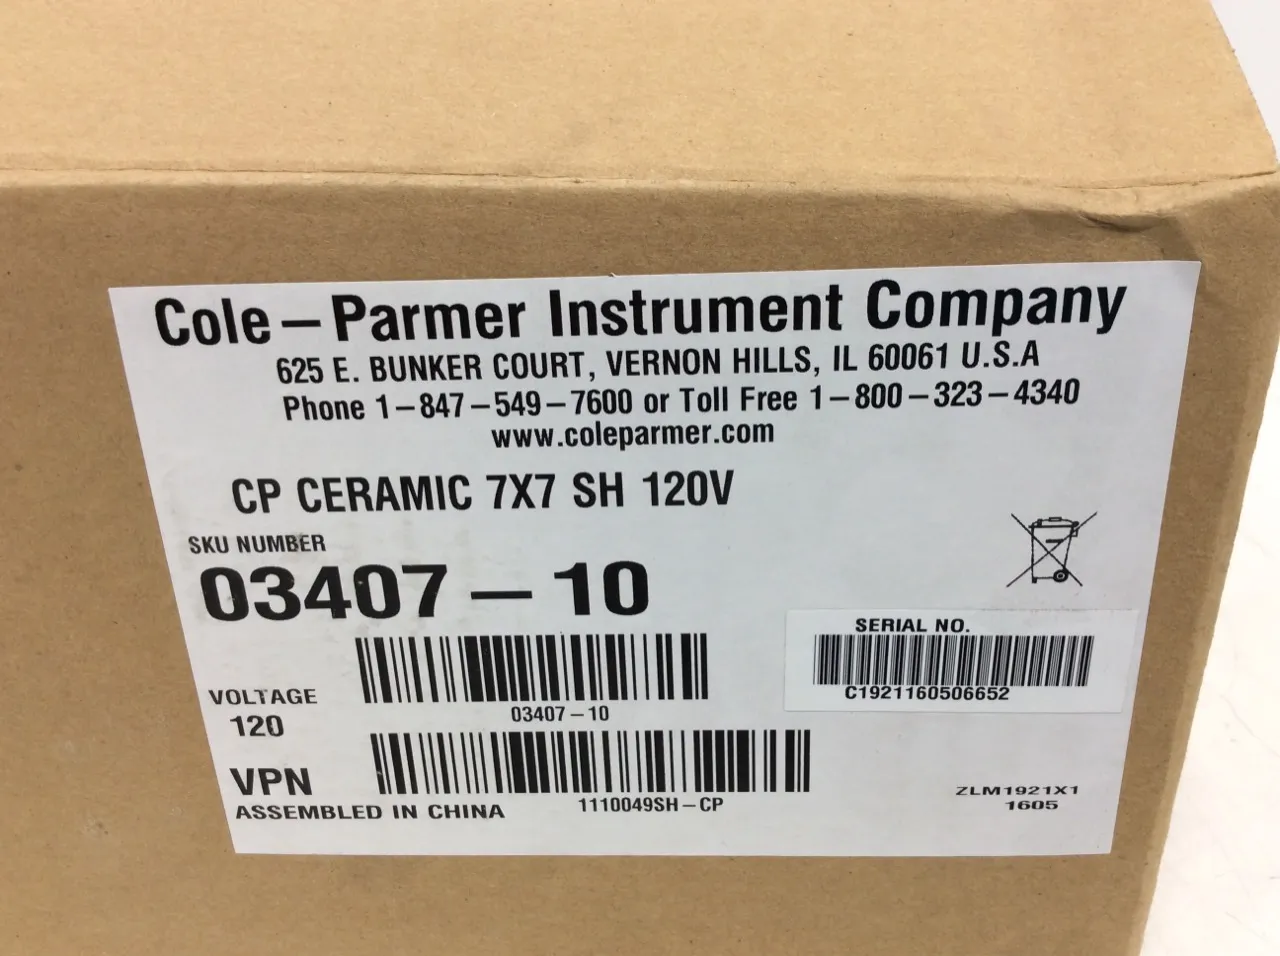 Cole-Parmer Instrument Company
625 E. BUNKER COURT, VERNON HILLS, IL 60061 U.S.A
Phone 1-847-549-7600 or Toll Free 1-800-323-4340
www.coleparmer.com
CP CERAMIC 7X7 SH 120V
SKU NUMBER
03407-10
03407-10
VOLTAGE
120
VPN
1110049SH-CP
ASSEMBLED IN CHINA
SERIAL NO.
C1921160506652
ZLM1921X1
1605